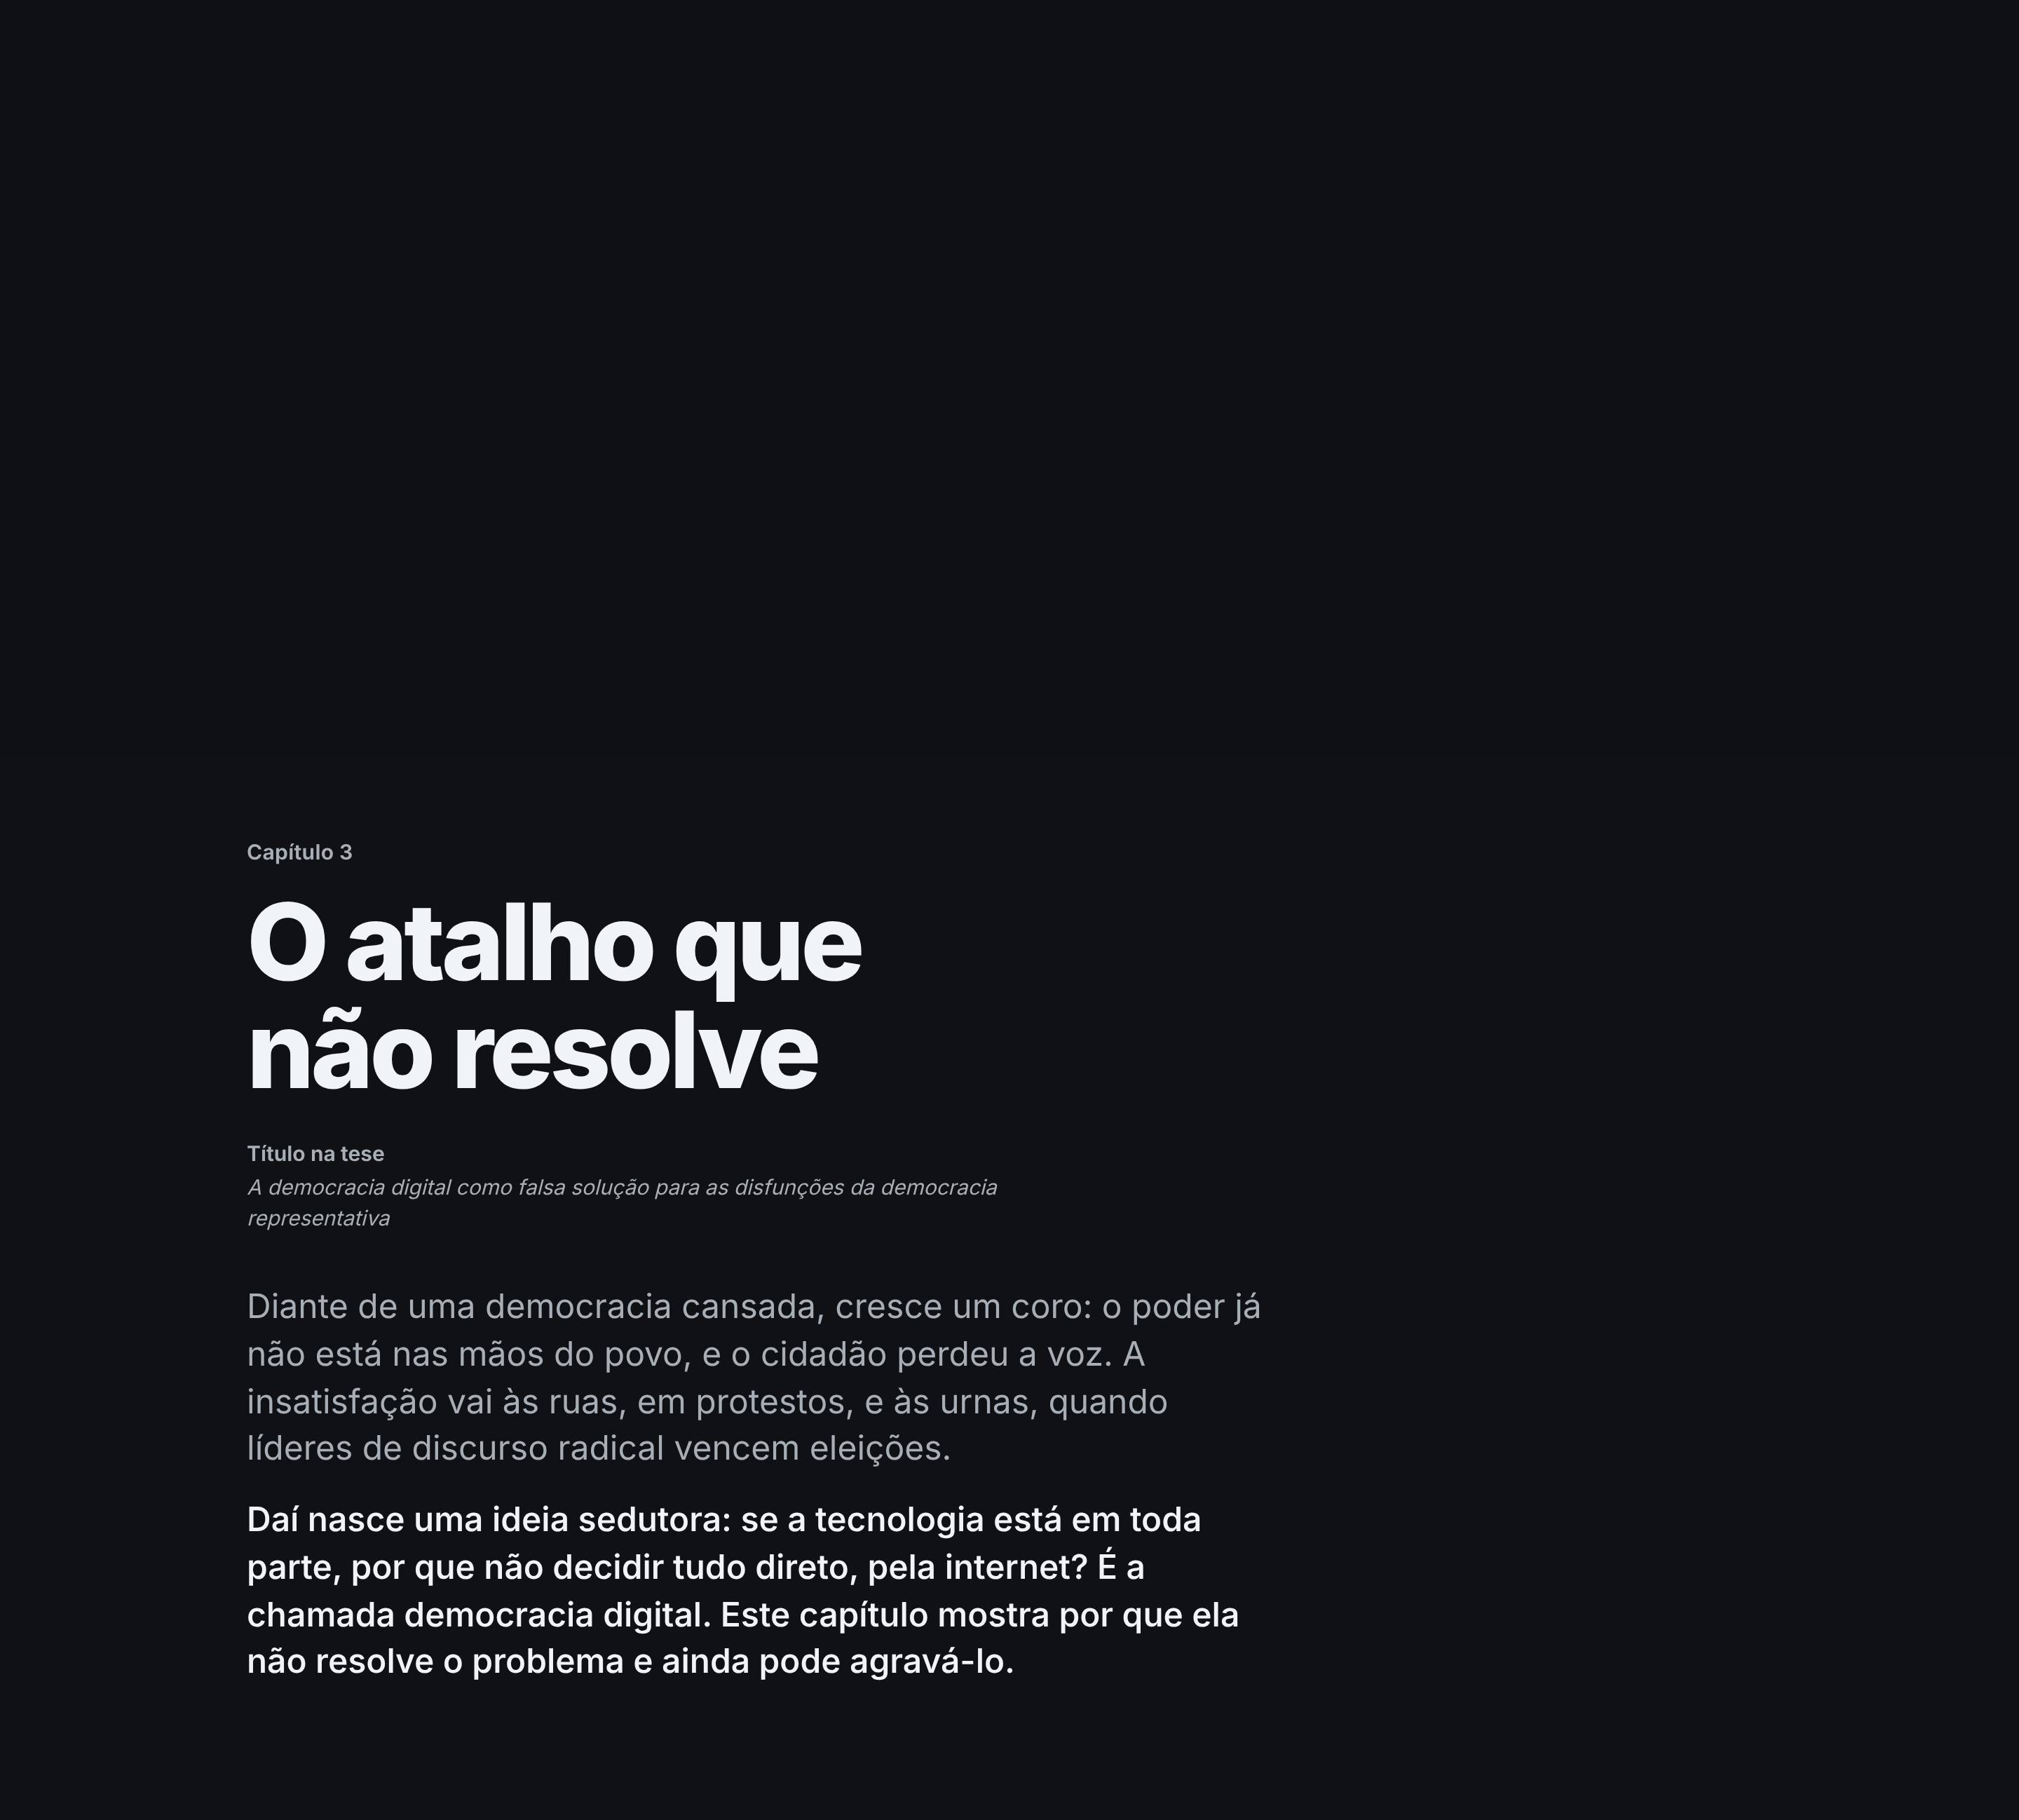 Capítulo 3
O atalho que
não resolve
Título na tese
A democracia digital como falsa solução para as disfunções da democracia
representativa
Diante de uma democracia cansada, cresce um coro: o poder já
não está nas mãos do povo, e o cidadão perdeu a voz. A
insatisfação vai às ruas, em protestos, e às urnas, quando
líderes de discurso radical vencem eleições.
Daí nasce uma ideia sedutora: se a tecnologia está em toda
parte, por que não decidir tudo direto, pela internet? É a
chamada democracia digital. Este capítulo mostra por que ela
não resolve o problema e ainda pode agravá-lo.